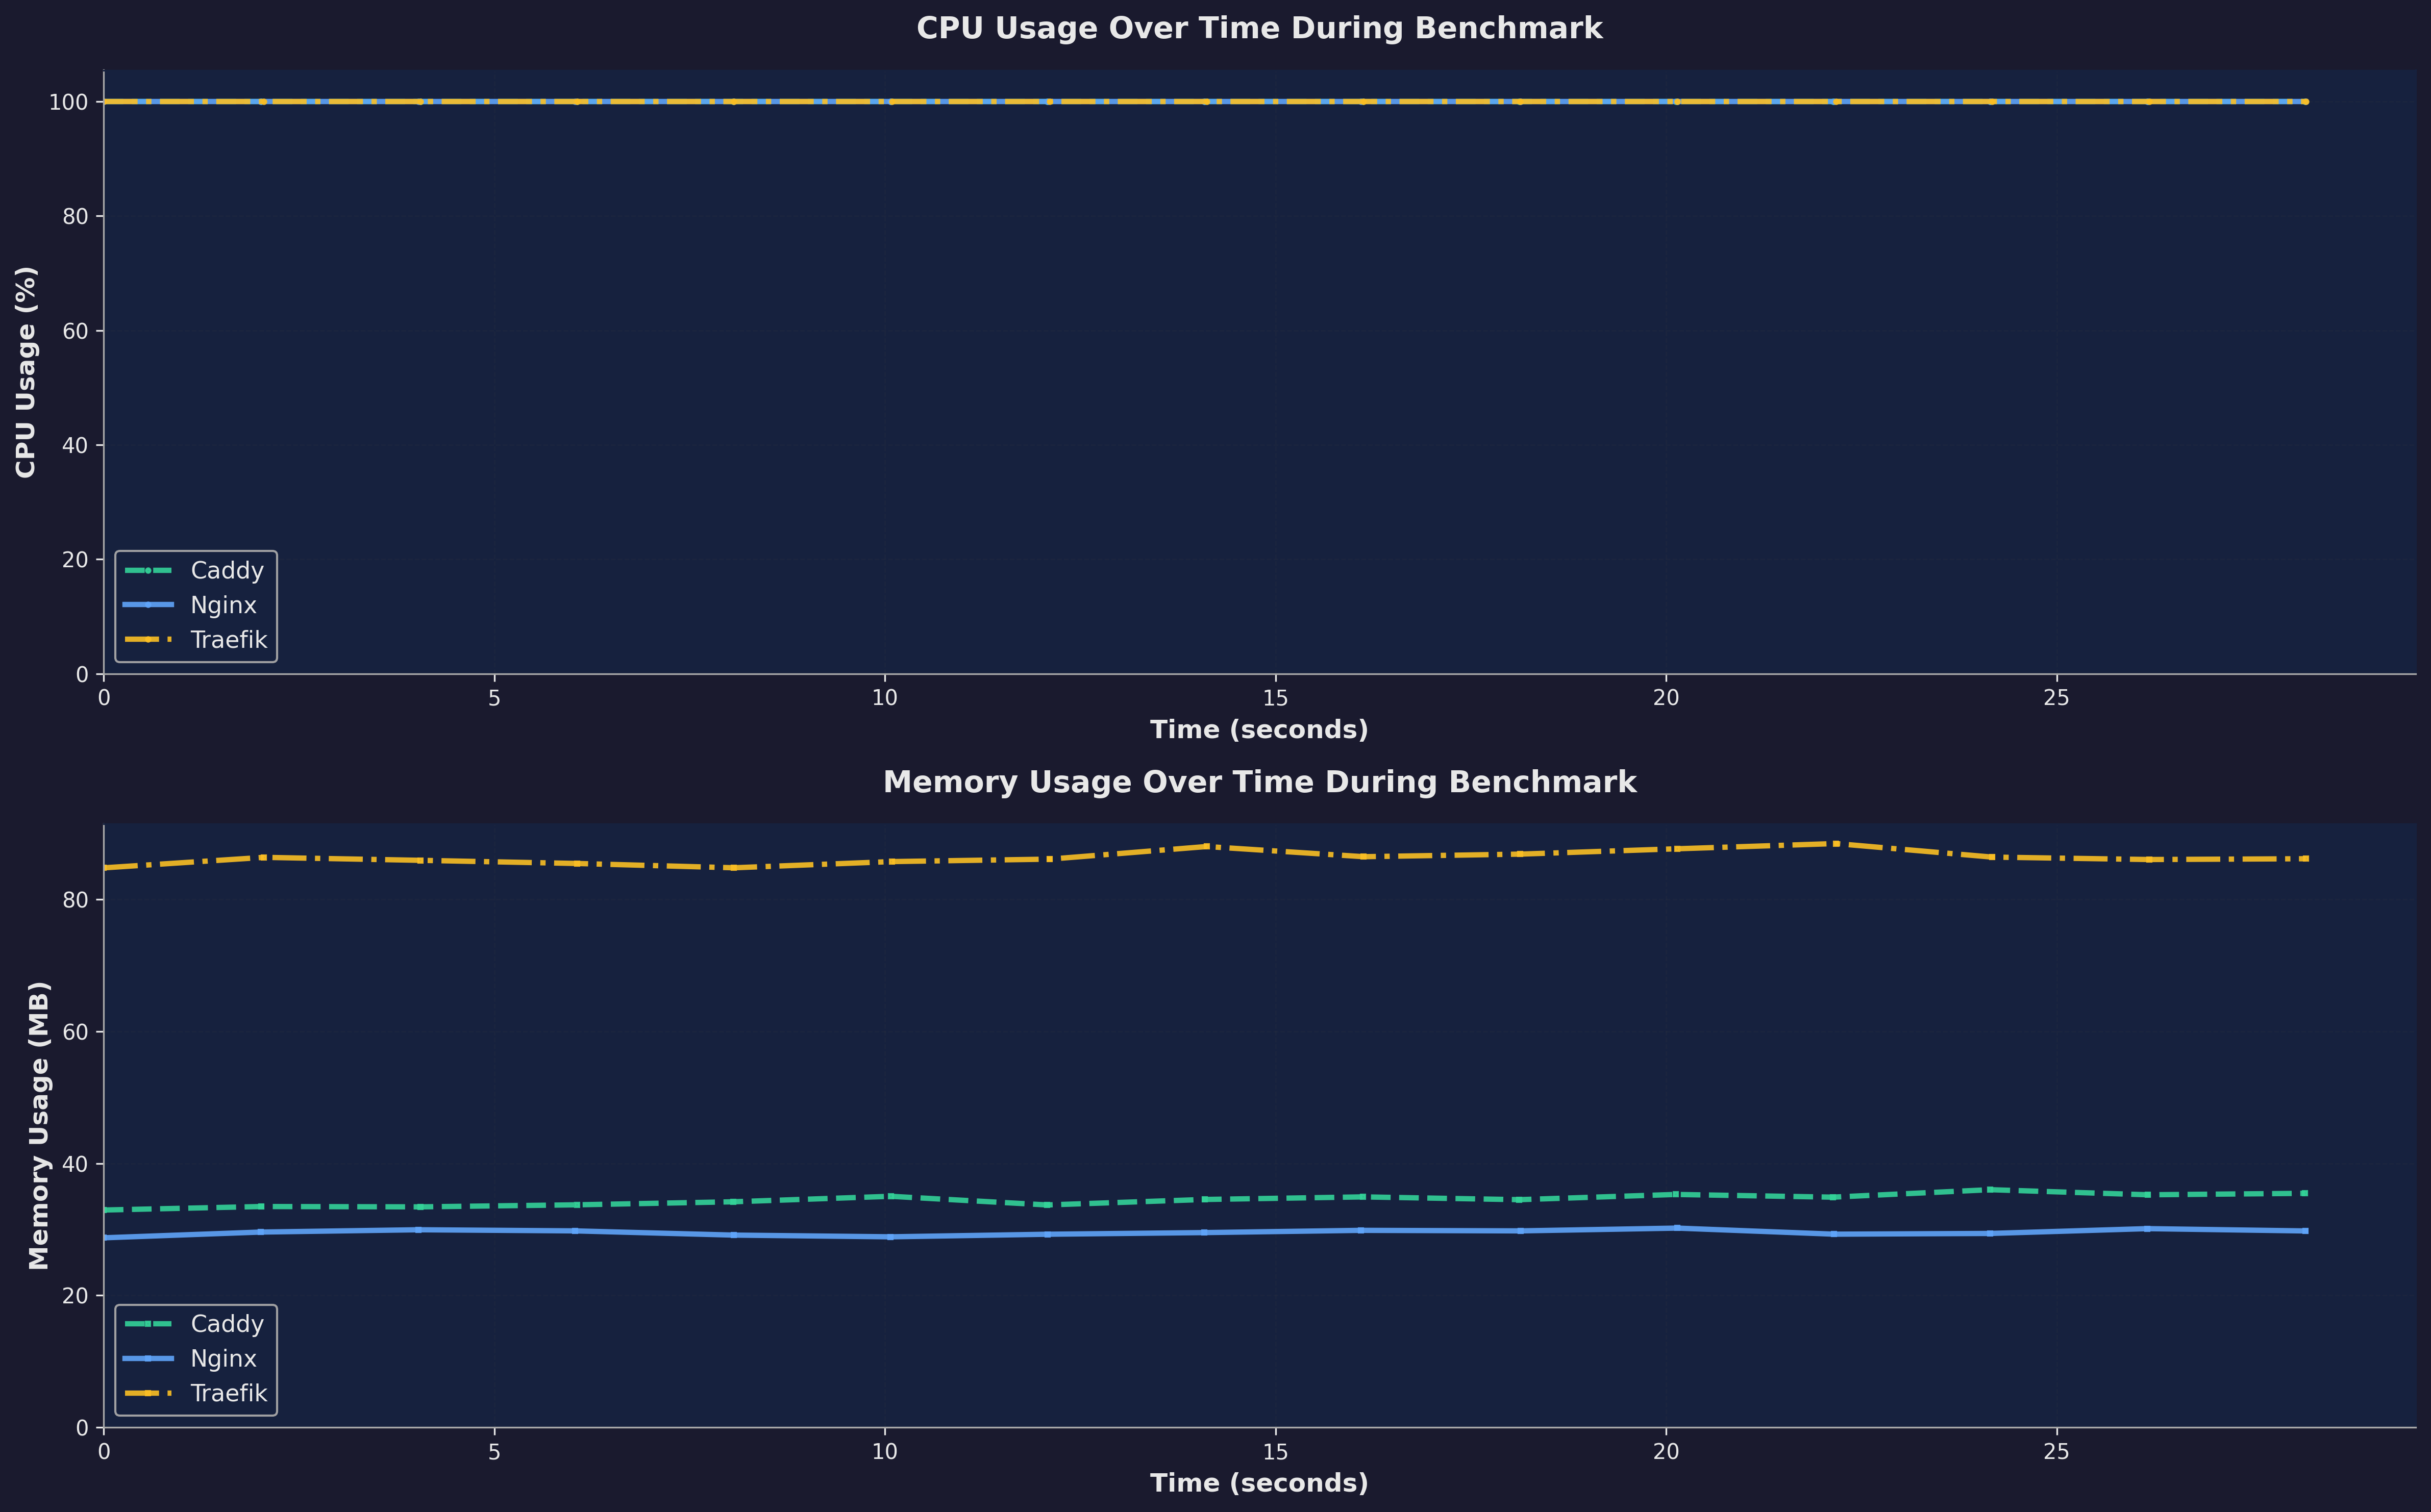 CPU Usage Over Time During Benchmark
CPU Usage (%)
100
80
60
40
20
0
Caddy
Nginx
Traefik
0 5 10 15 20 25
Time (seconds)
Memory Usage Over Time During Benchmark
Memory Usage (MB)
80
60
40
20
0
Caddy
Nginx
Traefik
0 5 10 15 20 25
Time (seconds)